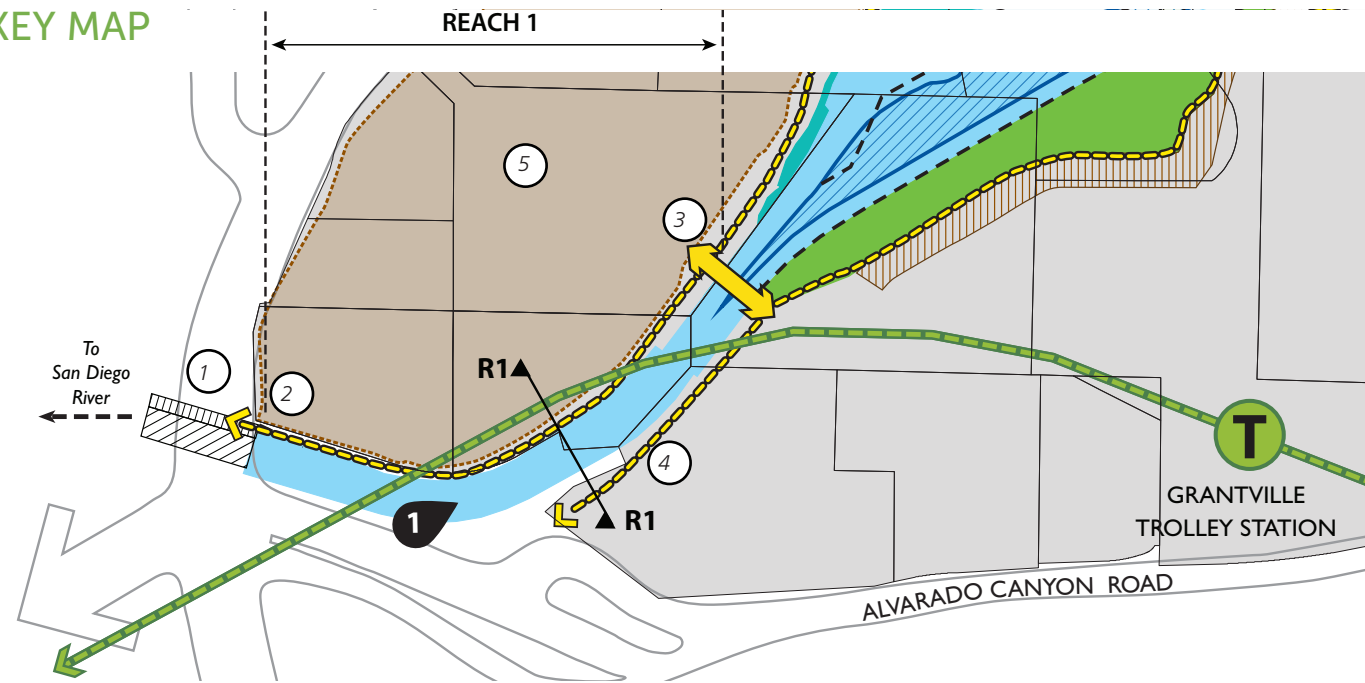 KEY MAP
REACH 1
5
3
To
San Diego
River
1
2
R1
4
1
R1
T
GRANTVILLE
TROLLEY STATION
ALVARADO CANYON ROAD